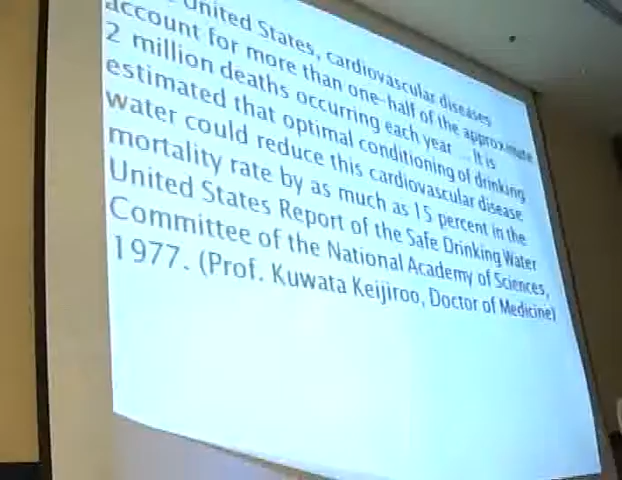 United States, cardiovascular diseases
account for more than one-half of the approximate
2 million deaths occurring each year ... It is
estimated that optimal conditioning of drinking
water could reduce this cardiovascular disease
mortality rate by as much as 15 percent in the
United States Report of the Safe Drinking Water
Committee of the National Academy of Sciences,
1977. (Prof. Kuwata Keijiroo, Doctor of Medicine)